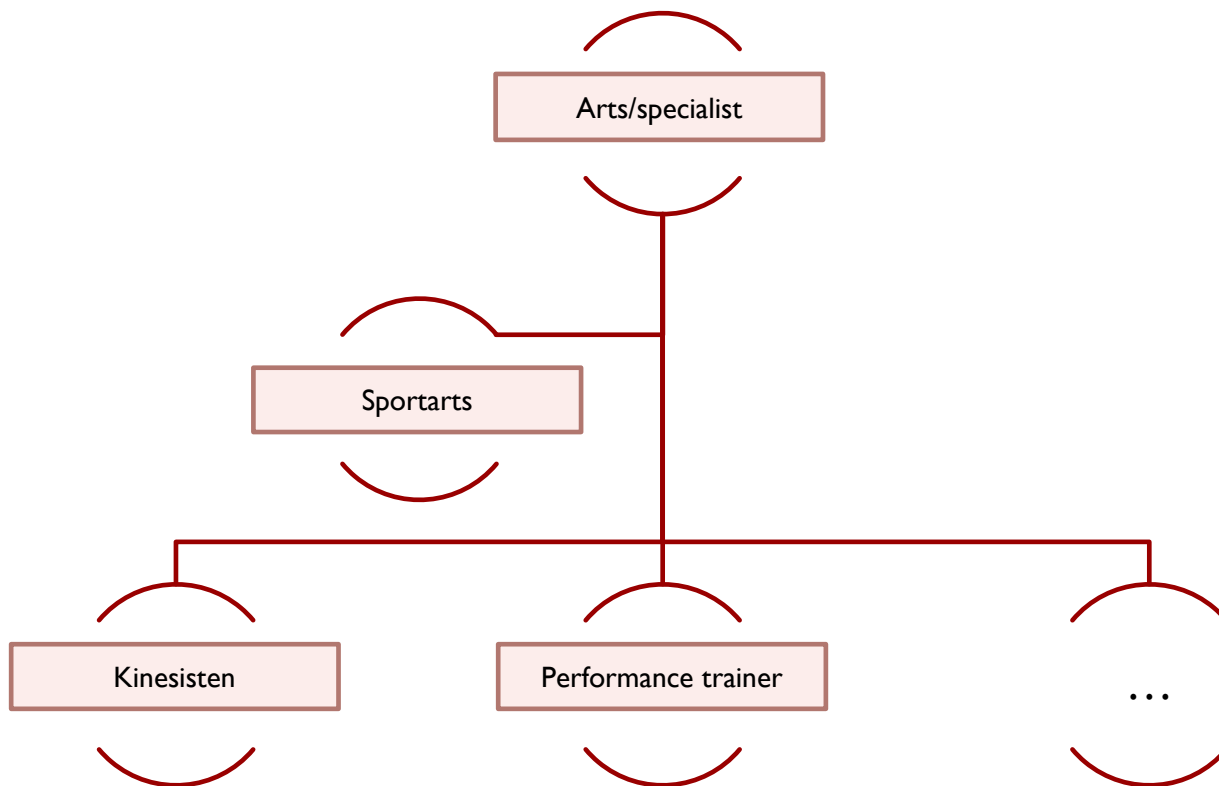 Arts/specialist
Sportarts
Kinesisten
Performance trainer
…